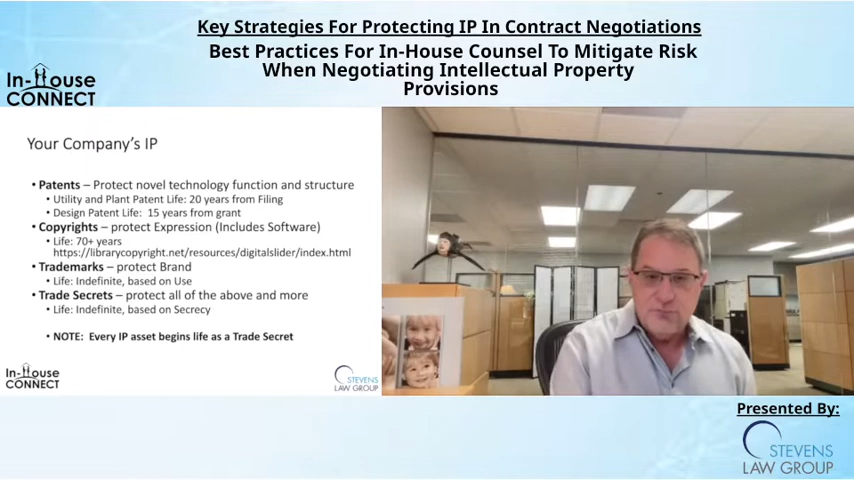 Key Strategies For Protecting IP In Contract Negotiations
Best Practices For In-House Counsel To Mitigate Risk
When Negotiating Intellectual Property
Provisions
In-House
CONNECT
Your Company's IP
• Patents – Protect novel technology function and structure
• Utility and Plant Patent Life: 20 years from Filing
• Design Patent Life: 15 years from grant
• Copyrights – protect Expression (Includes Software)
• Life: 70+ years
https://librarycopyright.net/resources/digitalslider/index.html
• Trademarks – protect Brand
• Life: Indefinite, based on Use
• Trade Secrets – protect all of the above and more
• Life: Indefinite, based on Secrecy
• NOTE: Every IP asset begins life as a Trade Secret
In-House
CONNECT
STEVENS
LAW GROUP
Presented By:
STEVENS
LAW GROUP